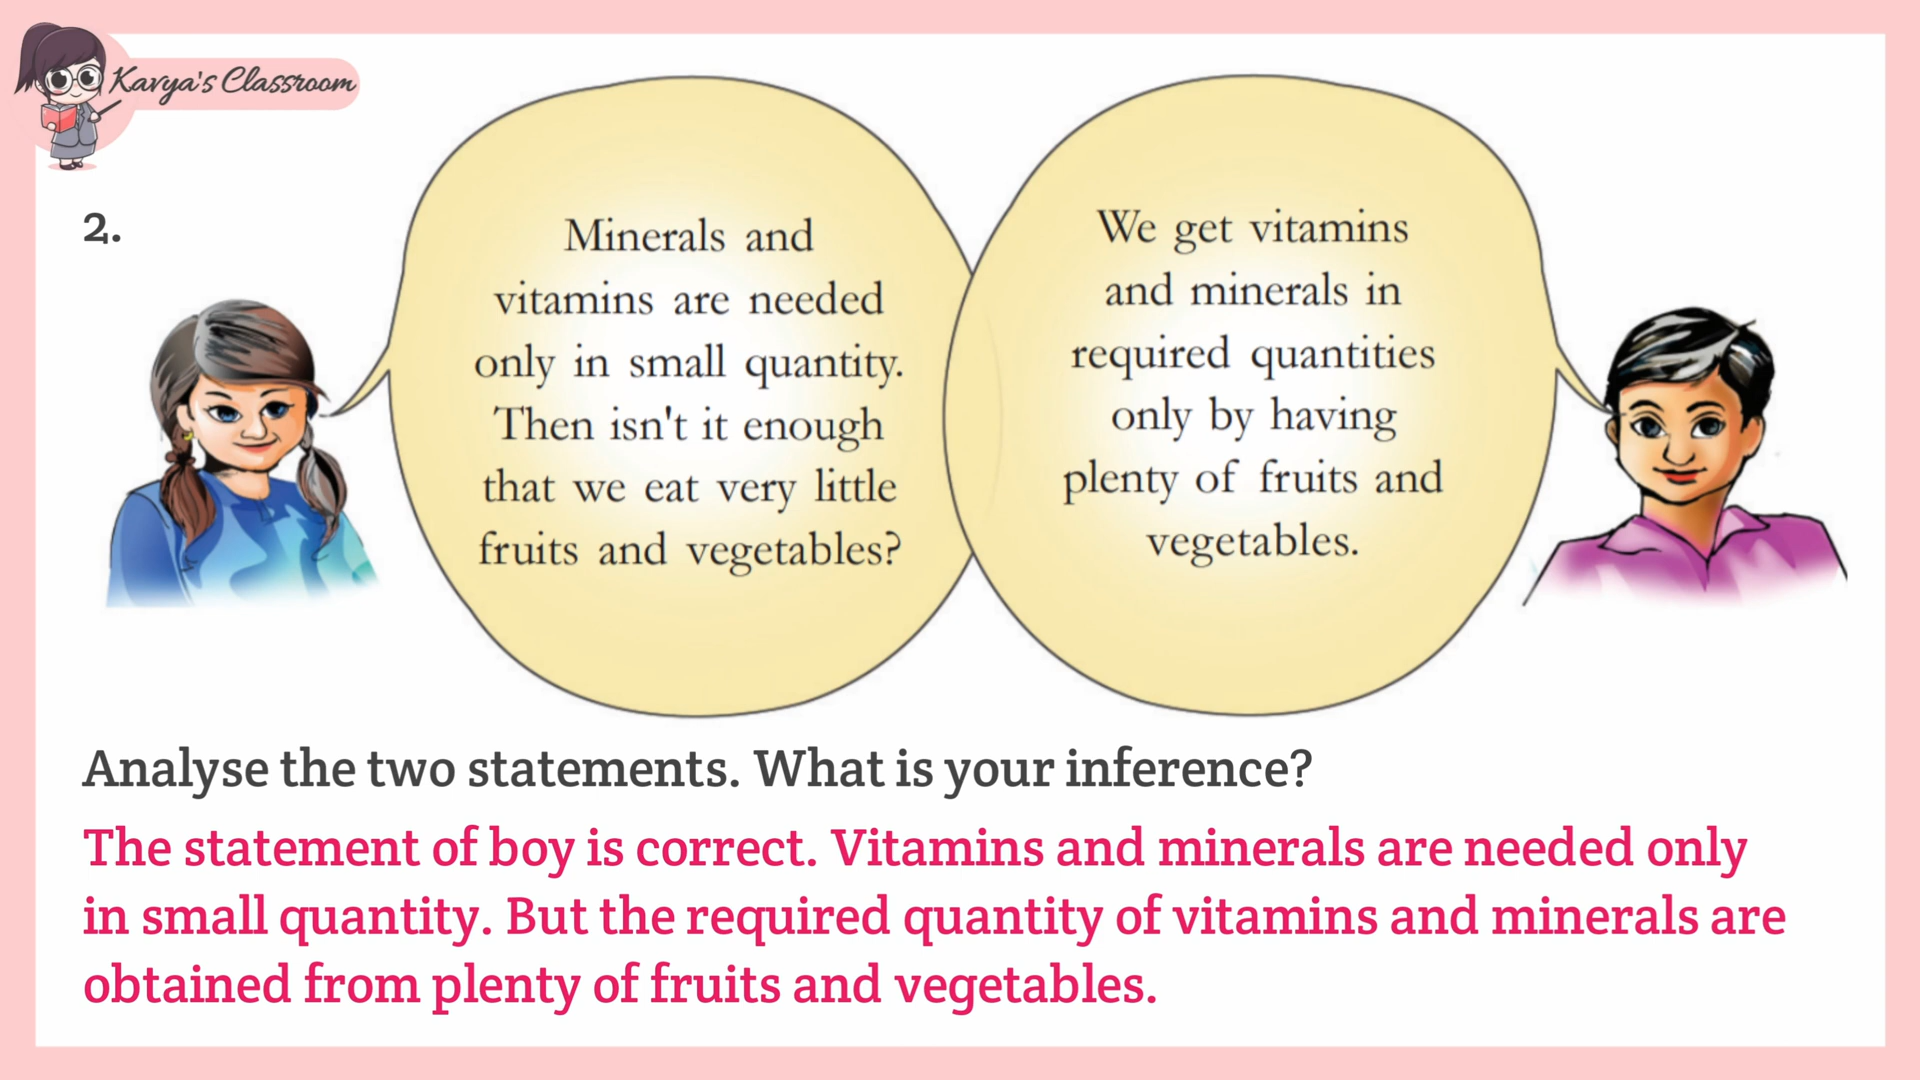 Kavya's Classroom
2.
Minerals and
vitamins are needed
only in small quantity.
Then isn't it enough
that we eat very little
fruits and vegetables?
We get vitamins
and minerals in
required quantities
only by having
plenty of fruits and
vegetables.
Analyse the two statements. What is your inference?
The statement of boy is correct. Vitamins and minerals are needed only
in small quantity. But the required quantity of vitamins and minerals are
obtained from plenty of fruits and vegetables.